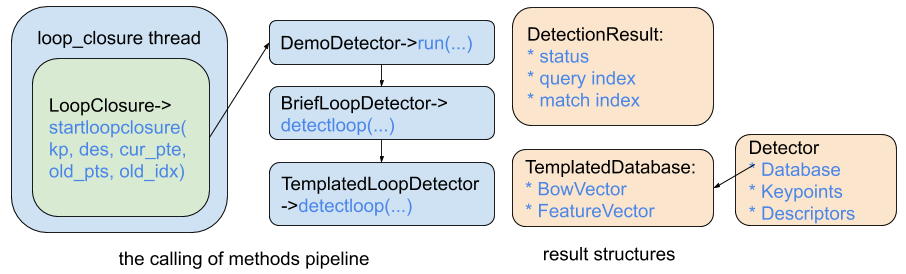 loop_closure thread
LoopClosure->
startloopclosure(
kp, des, cur_pte,
old_pts, old_idx)
DemoDetector->run(...)
BriefLoopDetector->
detectloop(...)
TemplatedLoopDetector
->detectloop(...)
the calling of methods pipeline
DetectionResult:
* status
* query index
* match index
TemplatedDatabase:
* BowVector
* FeatureVector
Detector
* Database
* Keypoints
* Descriptors
result structures